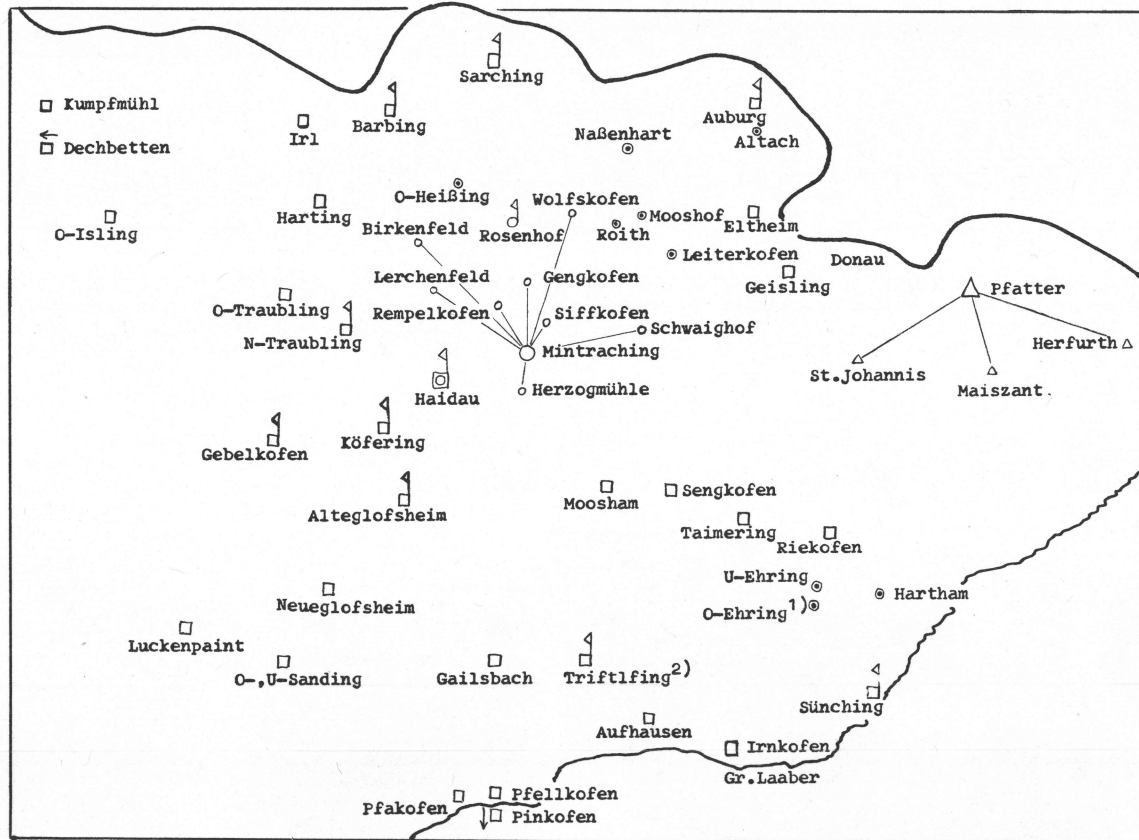 Sarching
Kumpfmühl
Barbing
Auburg
Irl
Naßenhart
Altach
Dechbetten
O-Heißing
Wolfskofen
Harting
Mooshof
O-Isling
Birkenfeld
Rosenhof
Roith
Eltheim
Leiterkofen
Donau
Lerchenfeld
Gengkofen
Geisling
Pfatter
O-Traubling
Rempelkofen
Siffkofen
Schwaighof
N-Traubling
Mintraching
Herfurth
St.Johannis
Maiszant
Haidau
Herzogmühle
Gebelkofen
Köfering
Moosham
Sengkofen
Alteglofsheim
Taimering
Riekofen
U-Ehring
Hartham
Neueglofsheim
O-Ehring1)
Luckenpaint
O-,U-Sanding
Gailsbach
Triftlfing2)
Sünching
Aufhausen
Irnkofen
Gr.Laaber
Pfakofen
Pfellkofen
Pinkofen